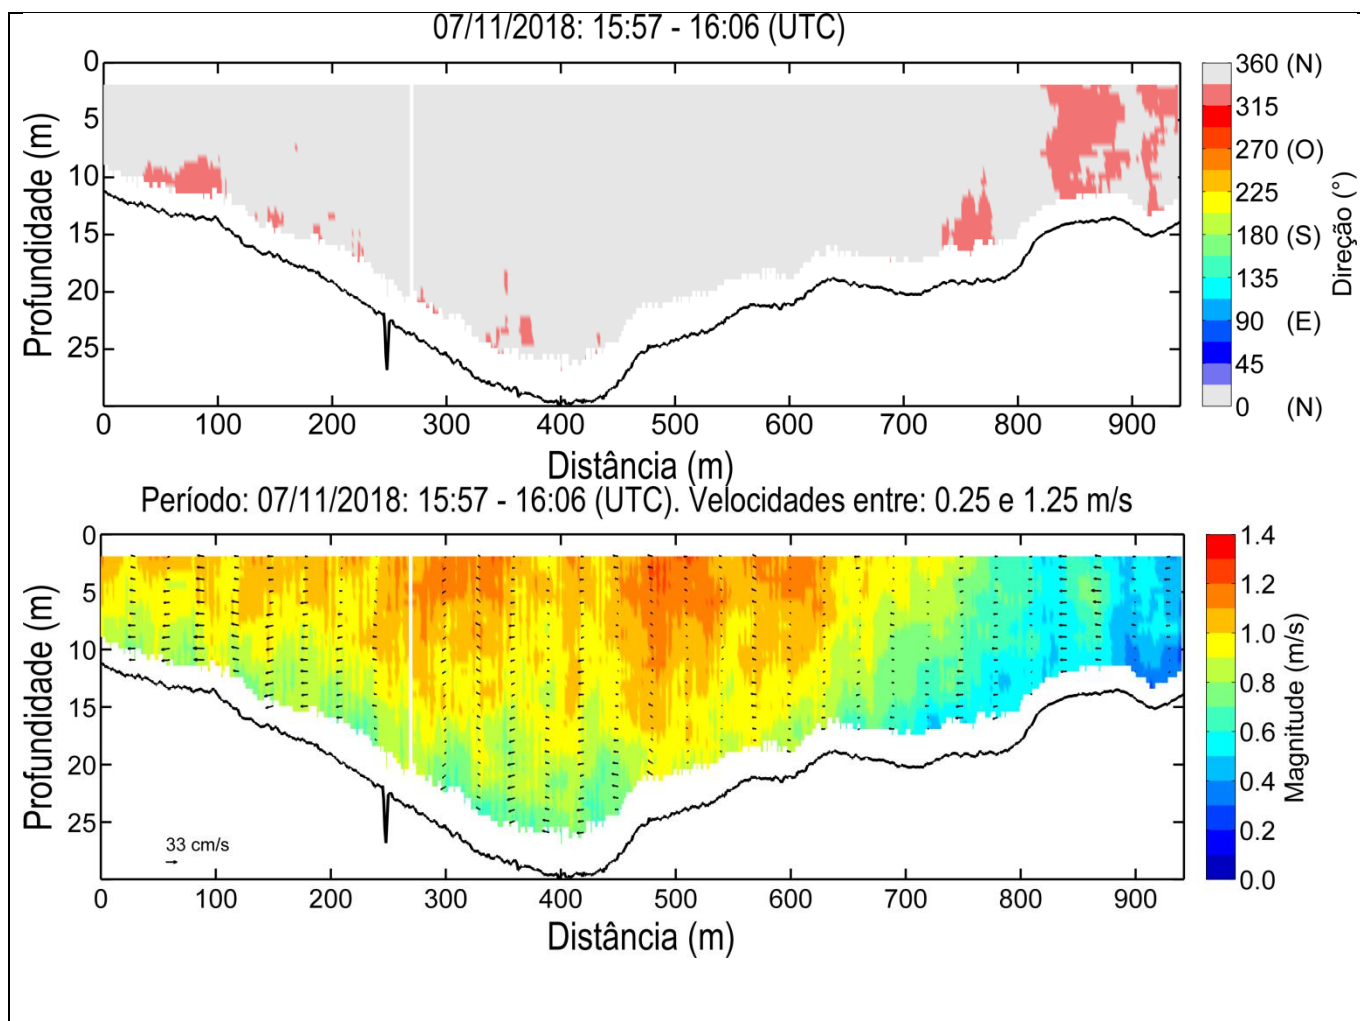 07/11/2018: 15:57 - 16:06 (UTC)
0
5
10
15
20
25
Profundidade (m)
0 100 200 300 400 500 600 700 800 900
Distância (m)
360 (N)
315
270 (O)
225
180 (S)
135
90 (E)
45
0 (N)
Direção (°)
Período: 07/11/2018: 15:57 - 16:06 (UTC). Velocidades entre: 0.25 e 1.25 m/s
0
5
10
15
20
25
Profundidade (m)
33 cm/s
0 100 200 300 400 500 600 700 800 900
Distância (m)
1.4
1.2
1.0
0.8
0.6
0.4
0.2
0.0
Magnitude (m/s)